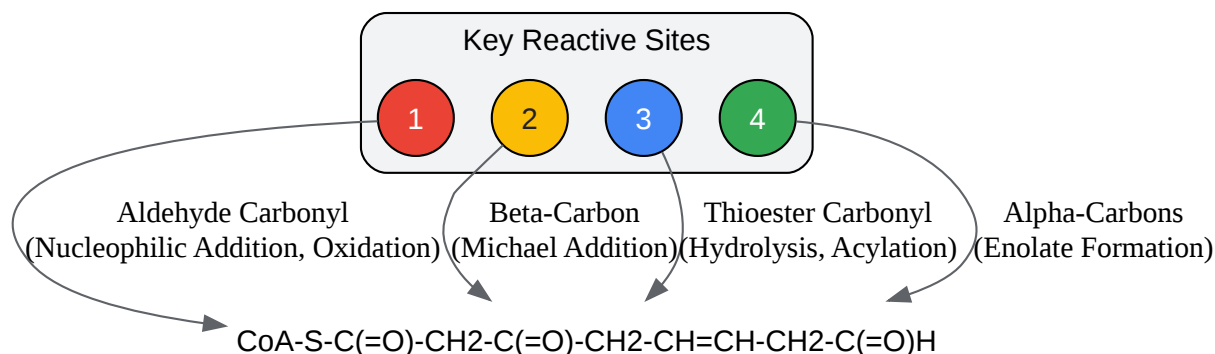 Key Reactive Sites
1
2
3
4
Aldehyde Carbonyl
(Nucleophilic Addition, Oxidation)
Beta-Carbon
(Michael Addition)
Thioester Carbonyl
(Hydrolysis, Acylation)
Alpha-Carbons
(Enolate Formation)
CoA-S-C(=O)-CH2-C(=O)-CH2-CH=CH-CH2-C(=O)H